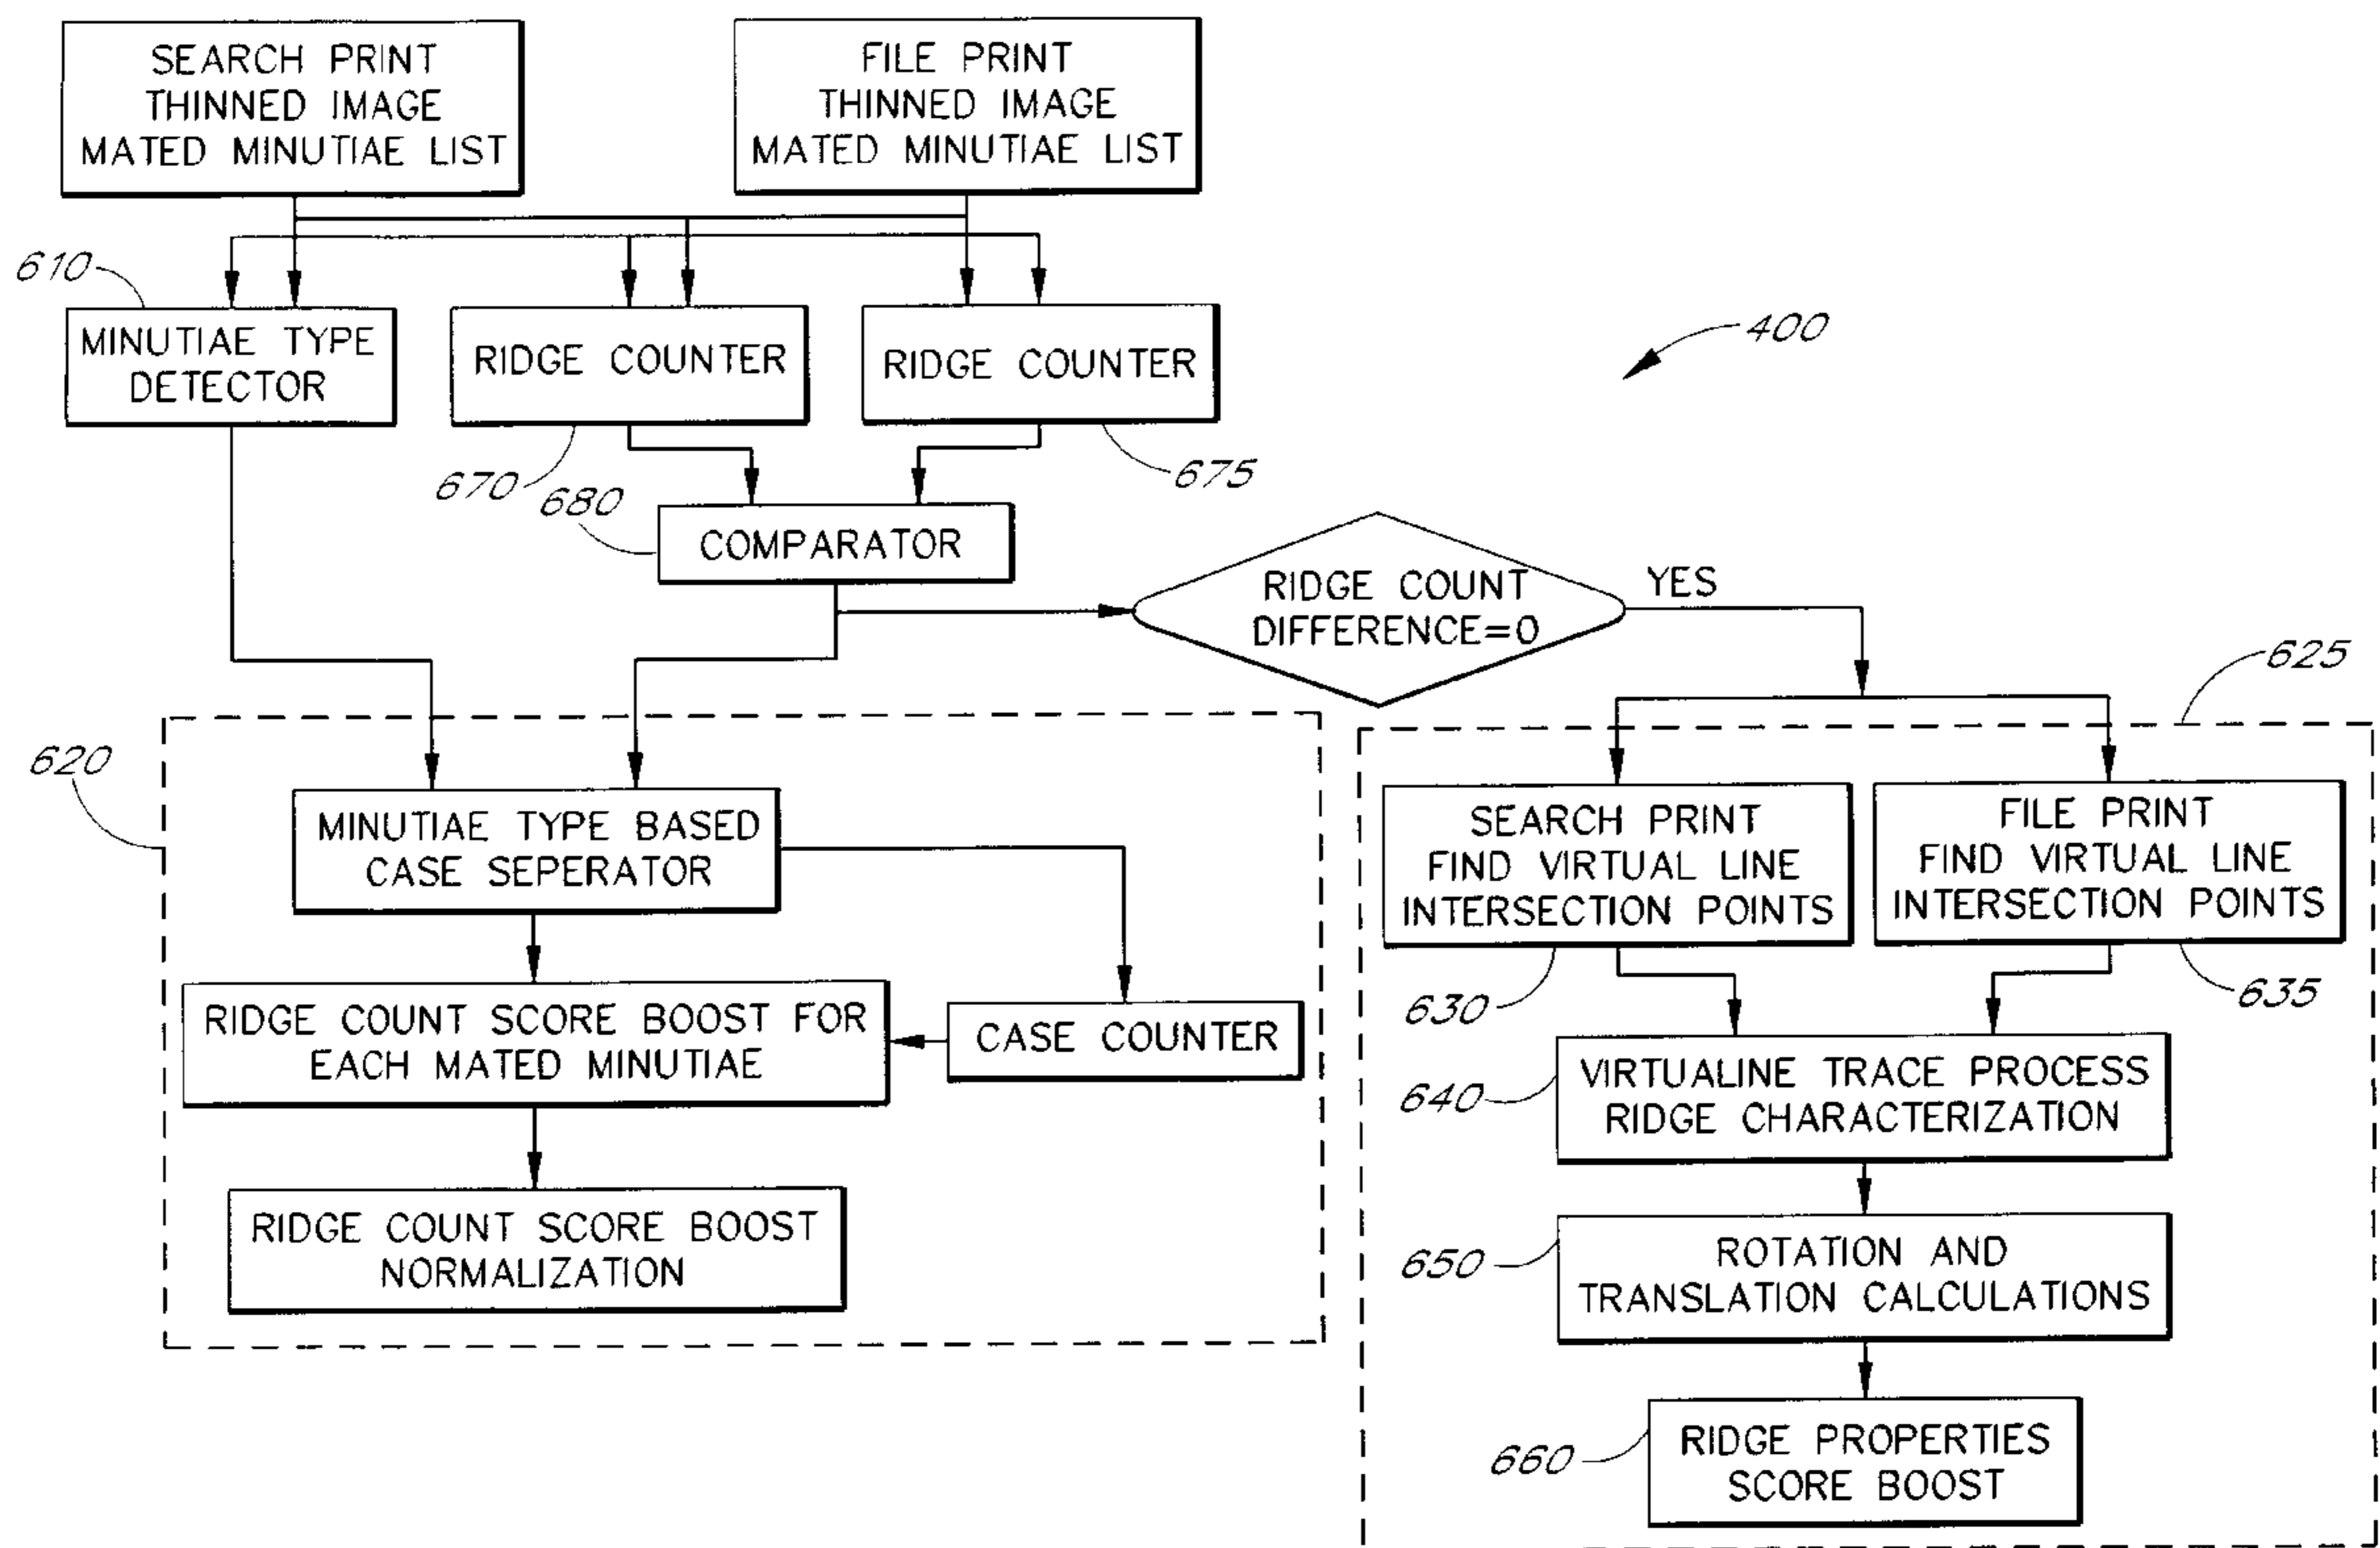 SEARCH PRINT
THINNED IMAGE
MATED MINUTIAE LIST
FILE PRINT
THINNED IMAGE
MATED MINUTIAE LIST
610
MINUTIAE TYPE
DETECTOR
RIDGE COUNTER
RIDGE COUNTER
400
670
680
675
COMPARATOR
RIDGE COUNT
DIFFERENCE=0
YES
625
620
MINUTIAE TYPE BASED
CASE SEPERATOR
SEARCH PRINT
FIND VIRTUAL LINE
INTERSECTION POINTS
FILE PRINT
FIND VIRTUAL LINE
INTERSECTION POINTS
630
635
RIDGE COUNT SCORE BOOST FOR
EACH MATED MINUTIAE
CASE COUNTER
640
VIRTUALINE TRACE PROCESS
RIDGE CHARACTERIZATION
RIDGE COUNT SCORE BOOST
NORMALIZATION
650
ROTATION AND
TRANSLATION CALCULATIONS
660
RIDGE PROPERTIES
SCORE BOOST